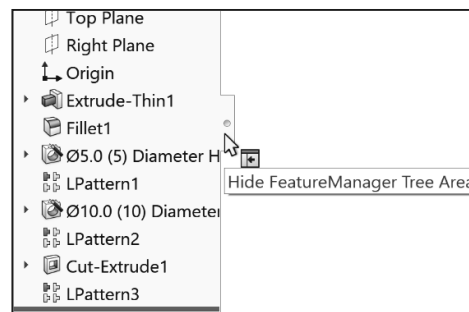 Top Plane
Right Plane
Origin
Extrude-Thin1
Fillet1
Ø5.0 (5) Diameter H
Hide FeatureManager Tree Area
LPattern1
Ø10.0 (10) Diameter
LPattern2
Cut-Extrude1
LPattern3